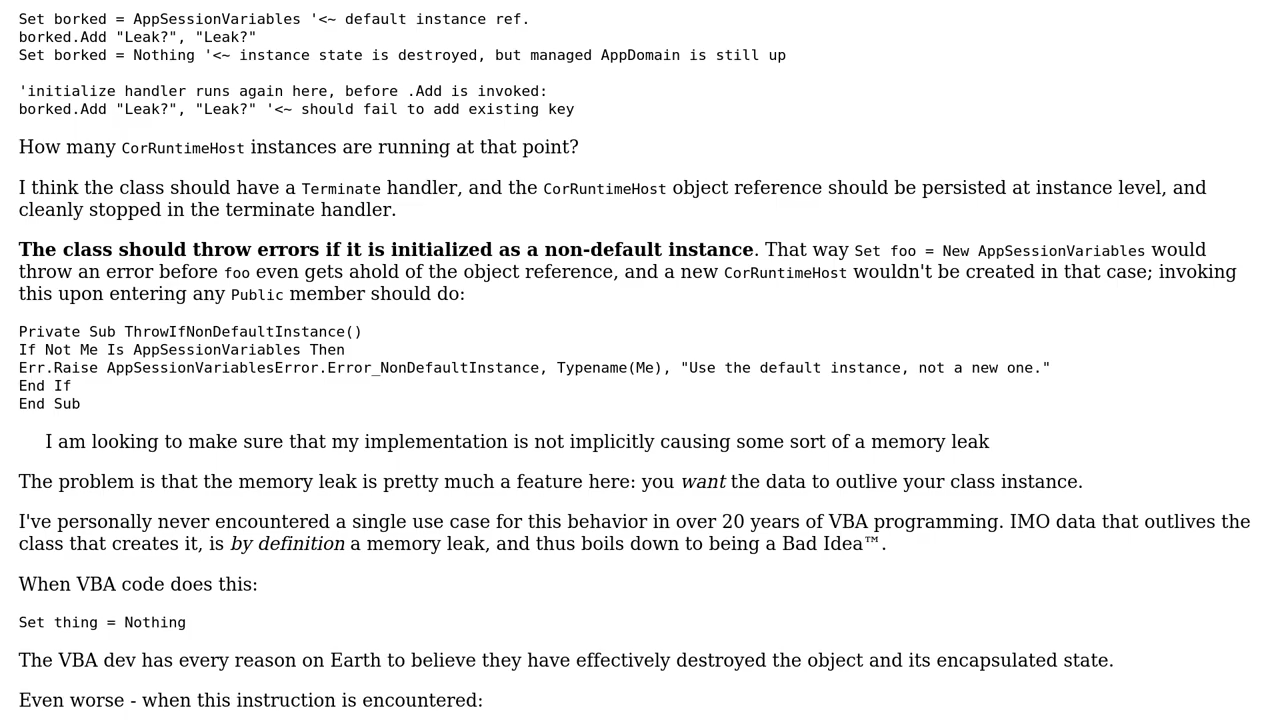 Set borked = AppSessionVariables '<~ default instance ref.
borked.Add "Leak?", "Leak?"
Set borked = Nothing '<~ instance state is destroyed, but managed AppDomain is still up
'initialize handler runs again here, before .Add is invoked:
borked.Add "Leak?", "Leak?" '<~ should fail to add existing key
How many CorRuntimeHost instances are running at that point?
I think the class should have a Terminate handler, and the CorRuntimeHost object reference should be persisted at instance level, and
cleanly stopped in the terminate handler.
The class should throw errors if it is initialized as a non-default instance. That way Set foo = New AppSessionVariables would
throw an error before foo even gets ahold of the object reference, and a new CorRuntimeHost wouldn't be created in that case; invoking
this upon entering any Public member should do:
Private Sub ThrowIfNonDefaultInstance()
If Not Me Is AppSessionVariables Then
Err.Raise AppSessionVariablesError.Error_NonDefaultInstance, Typename(Me), "Use the default instance, not a new one."
End If
End Sub
I am looking to make sure that my implementation is not implicitly causing some sort of a memory leak
The problem is that the memory leak is pretty much a feature here: you want the data to outlive your class instance.
I've personally never encountered a single use case for this behavior in over 20 years of VBA programming. IMO data that outlives the
class that creates it, is by definition a memory leak, and thus boils down to being a Bad Idea™.
When VBA code does this:
Set thing = Nothing
The VBA dev has every reason on Earth to believe they have effectively destroyed the object and its encapsulated state.
Even worse - when this instruction is encountered: